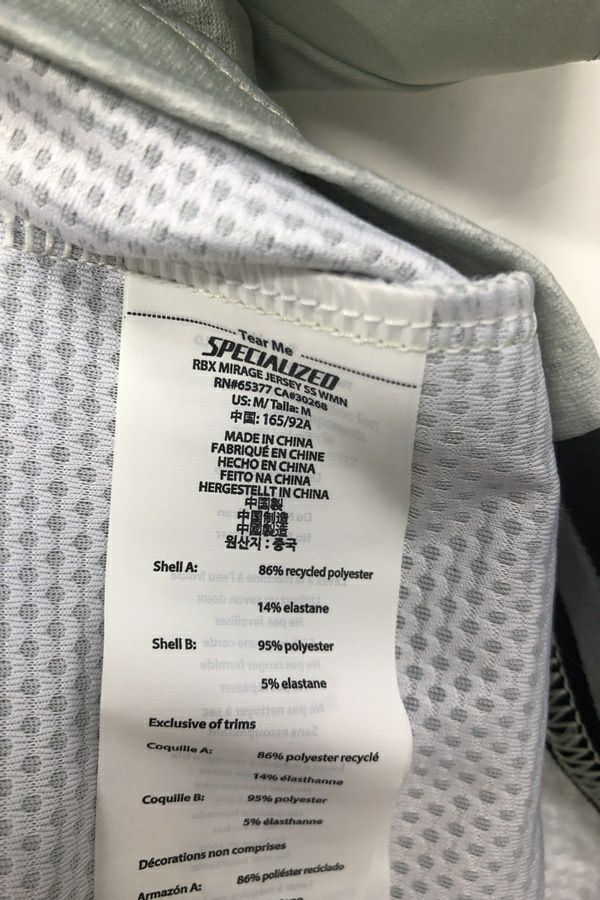 Tear Me
SPECIALIZED
RBX MIRAGE JERSEY SS WMN
RN#65377 CA#30268
US: M/Talla: M
中国: 165/92A
MADE IN CHINA
FABRIQUÉ EN CHINE
HECHO EN CHINA
FEITO NA CHINA
HERGESTELLT IN CHINA
中国製
中国制造
中國製造
원산지 : 중국
Shell A: 86% recycled polyester
14% elastane
Shell B: 95% polyester
5% elastane
Exclusive of trims
Coquille A: 86% polyester recyclé
14% élasthanne
Coquille B: 95% polyester
5% élasthanne
Décorations non comprises
Armazón A: 86% poliéster reciclado